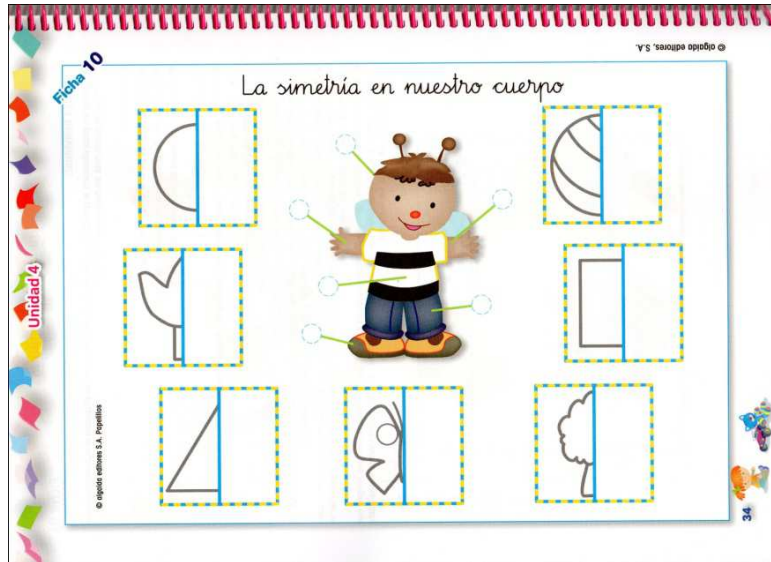 © algaida editores, S.A.
Ficha 10
La simetría en nuestro cuerpo
Unidad 4
© algaida editores S.A. Papelillos
34